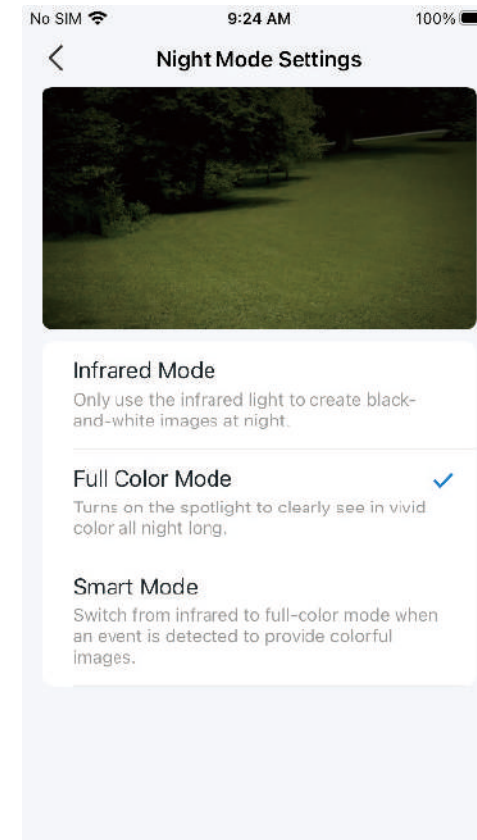 No SIM 9:24 AM 100%
Night Mode Settings
Infrared Mode
Only use the infrared light to create black-
and-white images at night.
Full Color Mode
Turns on the spotlight to clearly see in vivid
color all night long.
Smart Mode
Switch from infrared to full-color mode when
an event is detected to provide colorful
images.